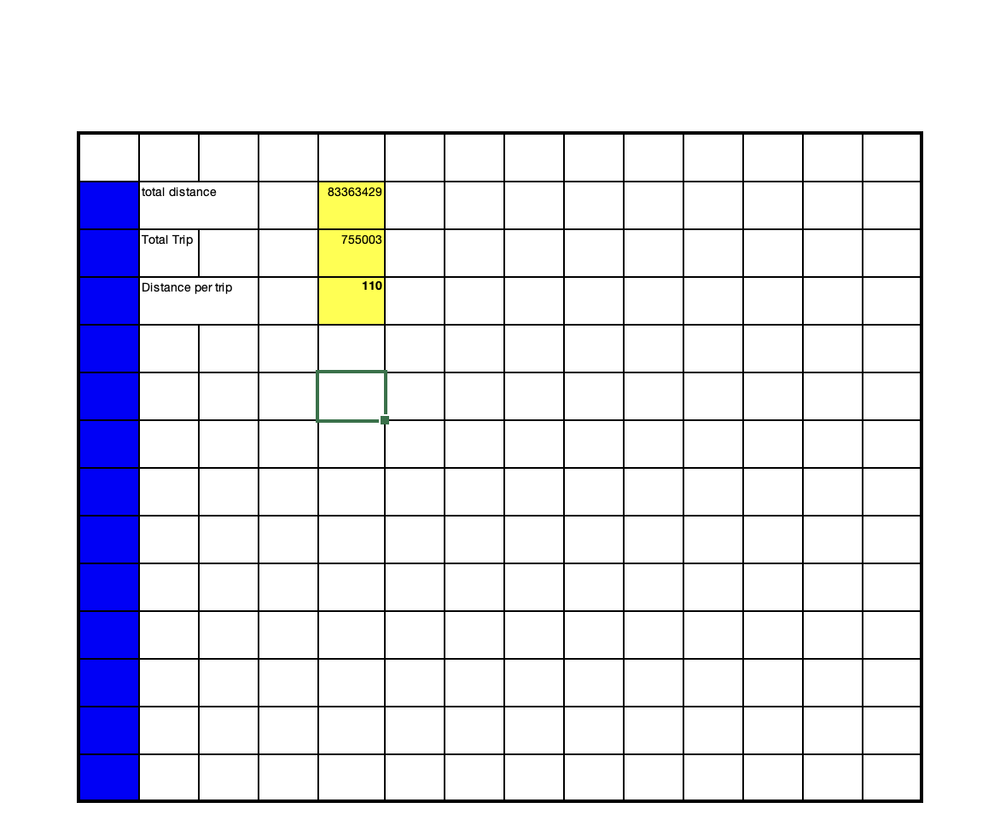 total distance 83363429
Total Trip 755003
Distance per trip 110